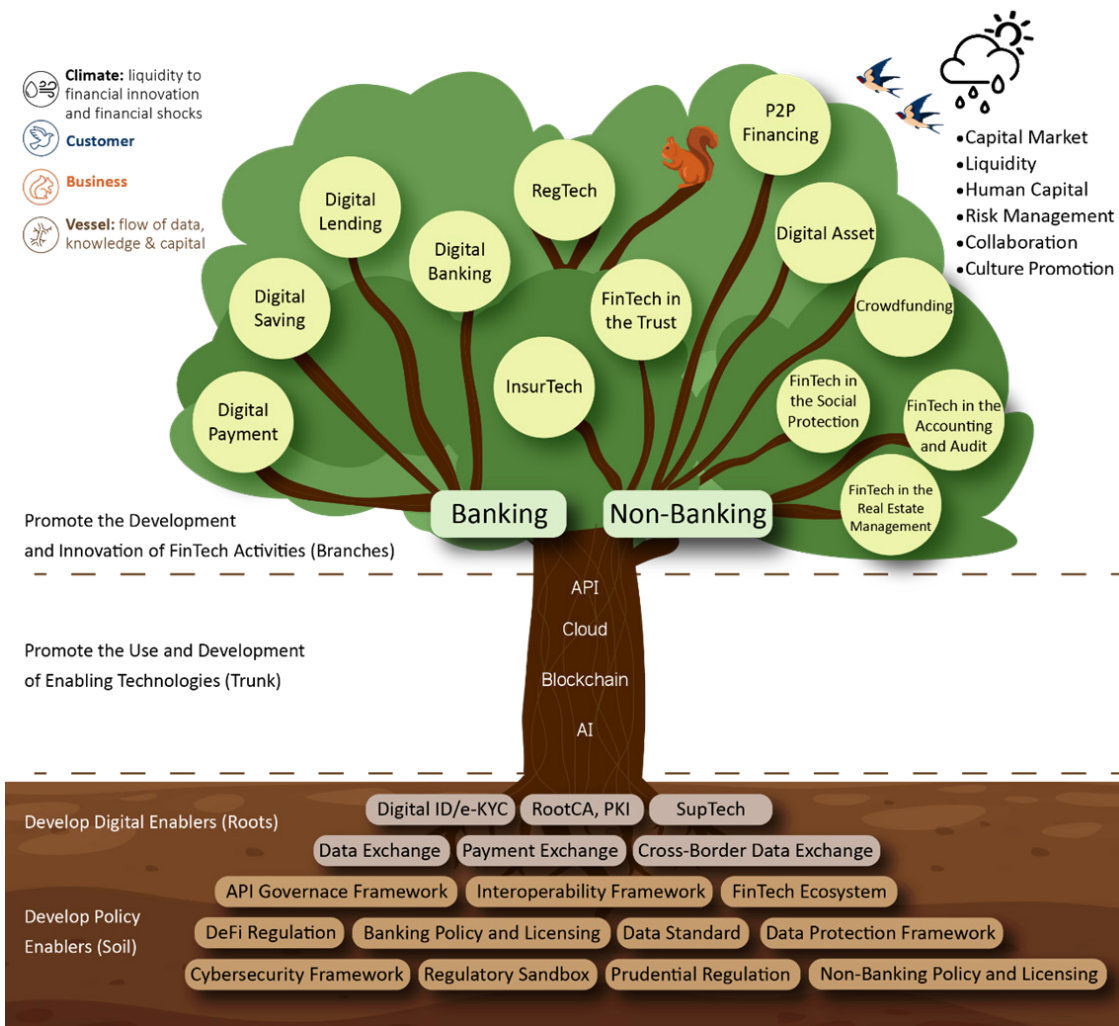 Climate: liquidity to
financial innovation
and financial shocks
Customer
Business
Vessel: flow of data,
knowledge & capital
•Capital Market
•Liquidity
•Human Capital
•Risk Management
•Collaboration
•Culture Promotion
P2P
Financing
RegTech
Digital
Lending
Digital
Banking
Digital Asset
Digital
Saving
FinTech in
the Trust
Crowdfunding
InsurTech
Digital
Payment
FinTech in
the Social
Protection
FinTech in the
Accounting
and Audit
FinTech in the
Real Estate
Management
Banking
Non-Banking
Promote the Development
and Innovation of FinTech Activities (Branches)
API
Cloud
Blockchain
AI
Promote the Use and Development
of Enabling Technologies (Trunk)
Develop Digital Enablers (Roots)
Digital ID/e-KYC
RootCA, PKI
SupTech
Data Exchange
Payment Exchange
Cross-Border Data Exchange
Develop Policy
Enablers (Soil)
API Governace Framework
Interoperability Framework
FinTech Ecosystem
DeFi Regulation
Banking Policy and Licensing
Data Standard
Data Protection Framework
Cybersecurity Framework
Regulatory Sandbox
Prudential Regulation
Non-Banking Policy and Licensing